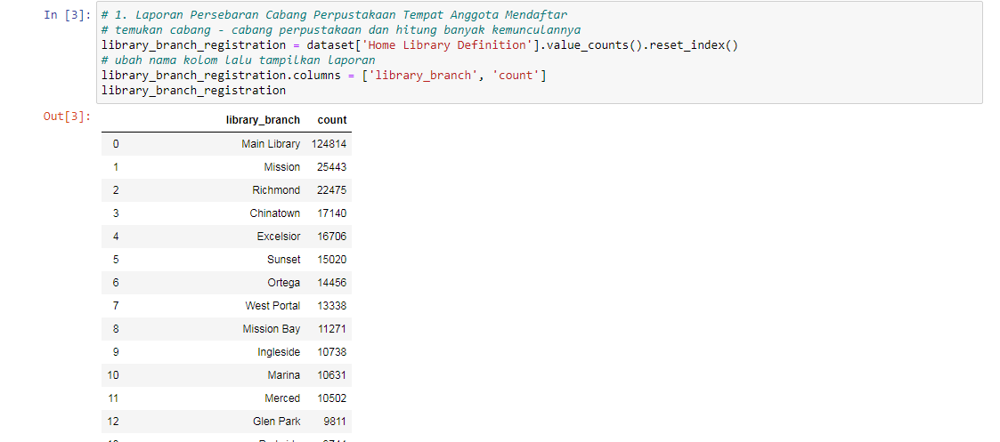 In [3]: # 1. Laporan Persebaran Cabang Perpustakaan Tempat Anggota Mendaftar
# temukan cabang - cabang perpustakaan dan hitung banyak kemunculannya
library_branch_registration = dataset['Home Library Definition'].value_counts().reset_index()
# ubah nama kolom lalu tampilkan laporan
library_branch_registration.columns = ['library_branch', 'count']
library_branch_registration
Out[3]:
library_branch count
0 Main Library 124814
1 Mission 25443
2 Richmond 22475
3 Chinatown 17140
4 Excelsior 16706
5 Sunset 15020
6 Ortega 14456
7 West Portal 13338
8 Mission Bay 11271
9 Ingleside 10738
10 Marina 10631
11 Merced 10502
12 Glen Park 9811